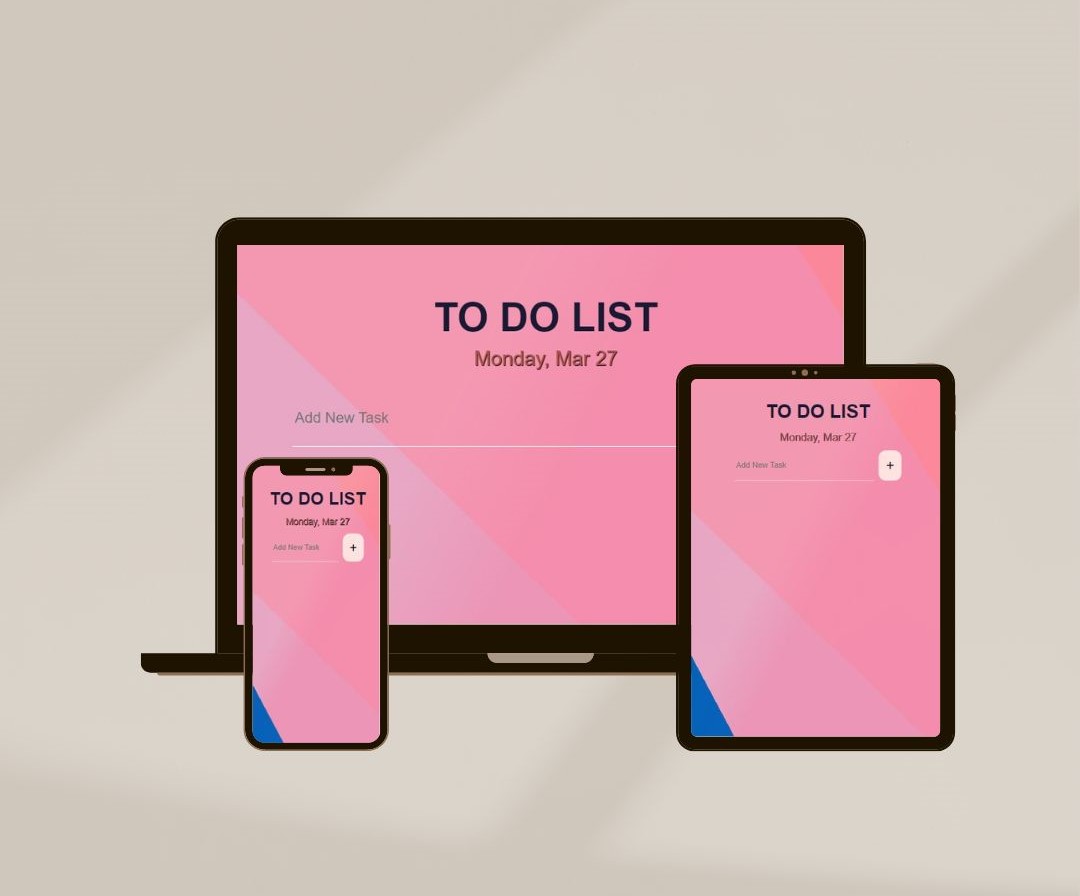 TO DO LIST
Monday, Mar 27
Add New Task
TO DO LIST
Monday, Mar 27
Add New Task
+
TO DO LIST
Monday, Mar 27
Add New Task
+